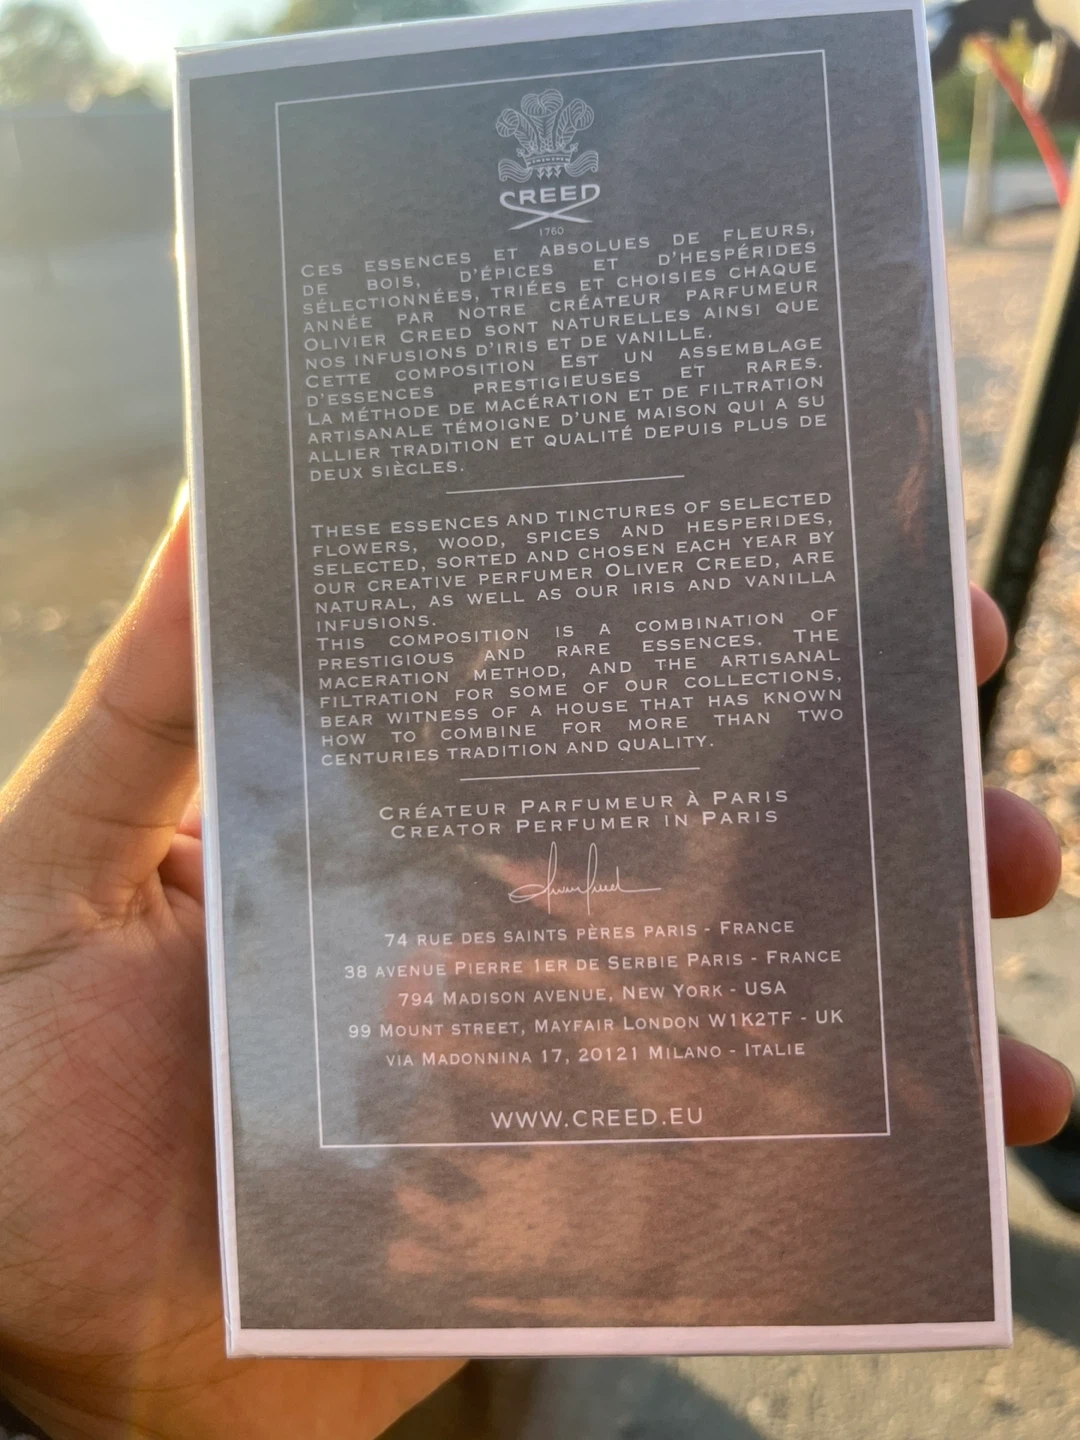 CREED
1760
CES ESSENCES ET ABSOLUES DE FLEURS,
DE BOIS, D'ÉPICES ET D'HESPÉRIDES
SÉLECTIONNÉES, TRIÉES ET CHOISIES CHAQUE
ANNÉE PAR NOTRE CRÉATEUR PARFUMEUR
OLIVIER CREED SONT NATURELLES AINSI QUE
NOS INFUSIONS D'IRIS ET DE VANILLE.
CETTE COMPOSITION EST UN ASSEMBLAGE
D'ESSENCES PRESTIGIEUSES ET RARES.
LA MÉTHODE DE MACÉRATION ET DE FILTRATION
ARTISANALE TÉMOIGNE D'UNE MAISON QUI A SU
ALLIER TRADITION ET QUALITÉ DEPUIS PLUS DE
DEUX SIÈCLES.
THESE ESSENCES AND TINCTURES OF SELECTED
FLOWERS, WOOD, SPICES AND HESPERIDES,
SELECTED, SORTED AND CHOSEN EACH YEAR BY
OUR CREATIVE PERFUMER OLIVER CREED, ARE
NATURAL, AS WELL AS OUR IRIS AND VANILLA
INFUSIONS.
THIS COMPOSITION IS A COMBINATION OF
PRESTIGIOUS AND RARE ESSENCES. THE
MACERATION METHOD, AND THE ARTISANAL
FILTRATION FOR SOME OF OUR COLLECTIONS,
BEAR WITNESS OF A HOUSE THAT HAS KNOWN
HOW TO COMBINE FOR MORE THAN TWO
CENTURIES TRADITION AND QUALITY.
CRÉATEUR PARFUMEUR À PARIS
CREATOR PERFUMER IN PARIS
74 RUE DES SAINTS PÈRES PARIS - FRANCE
38 AVENUE PIERRE 1ER DE SERBIE PARIS - FRANCE
794 MADISON AVENUE, NEW YORK - USA
99 MOUNT STREET, MAYFAIR LONDON W1K2TF - UK
VIA MADONNINA 17, 20121 MILANO - ITALIE
WWW.CREED.EU